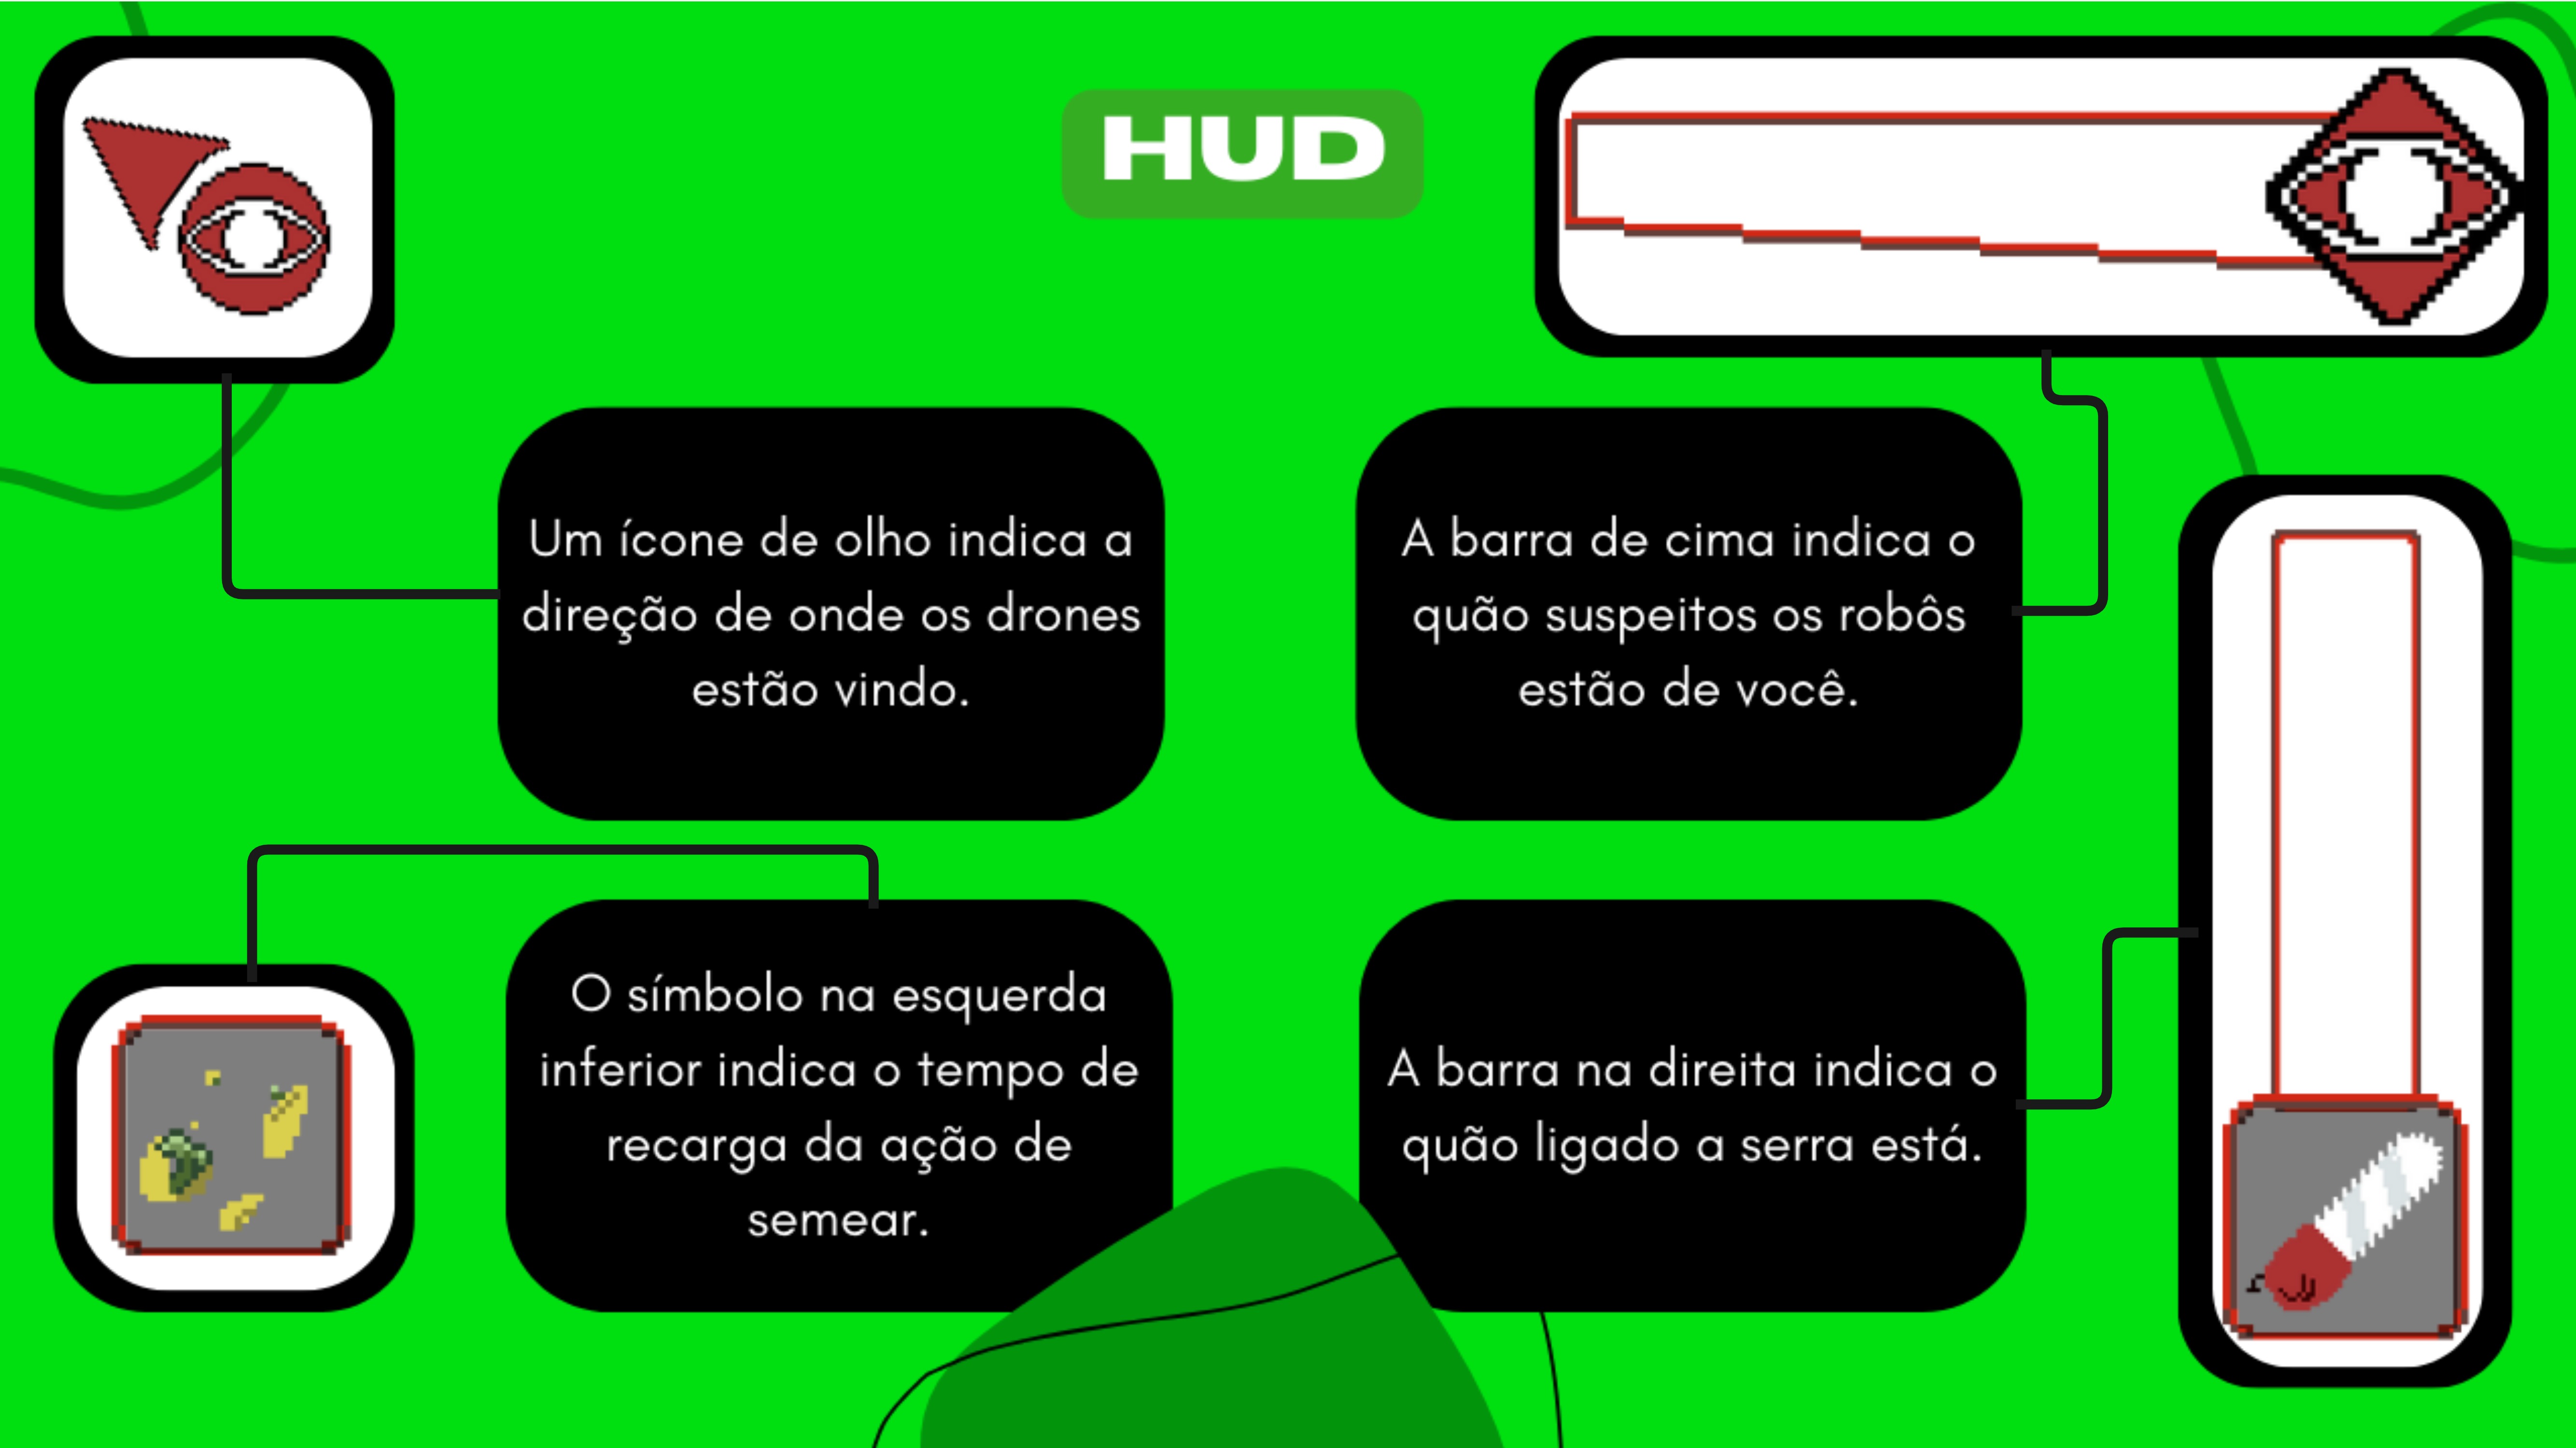 HUD
Um ícone de olho indica a
direção de onde os drones
estão vindo.
A barra de cima indica o
quão suspeitos os robôs
estão de você.
O símbolo na esquerda
inferior indica o tempo de
recarga da ação de
semear.
A barra na direita indica o
quão ligado a serra está.